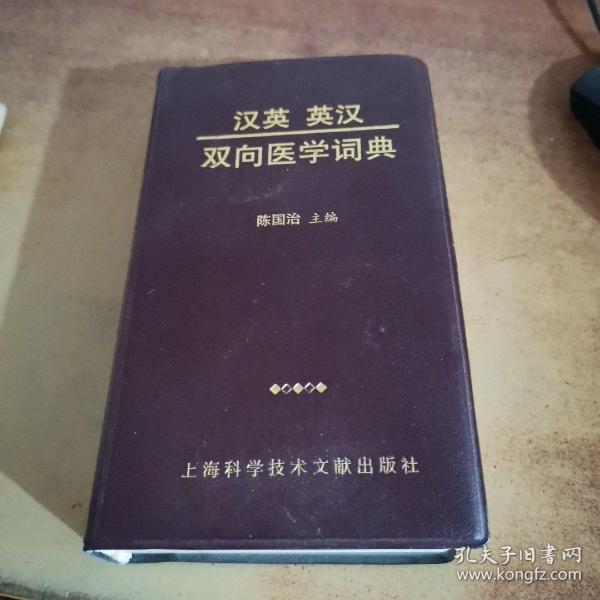 汉英 英汉
双向医学词典
陈国治 主编
上海科学技术文献出版社
孔夫子旧书网
www.kongfz.com